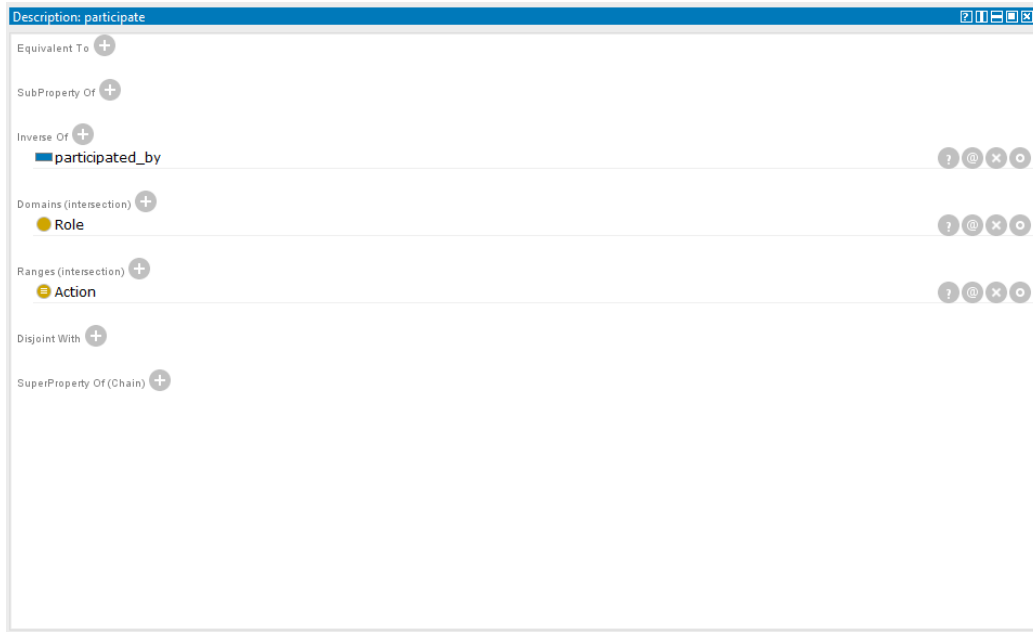 Description: participate
Equivalent To
SubProperty Of
Inverse Of
participated_by
Domains (intersection)
Role
Ranges (intersection)
Action
Disjoint With
SuperProperty Of (Chain)